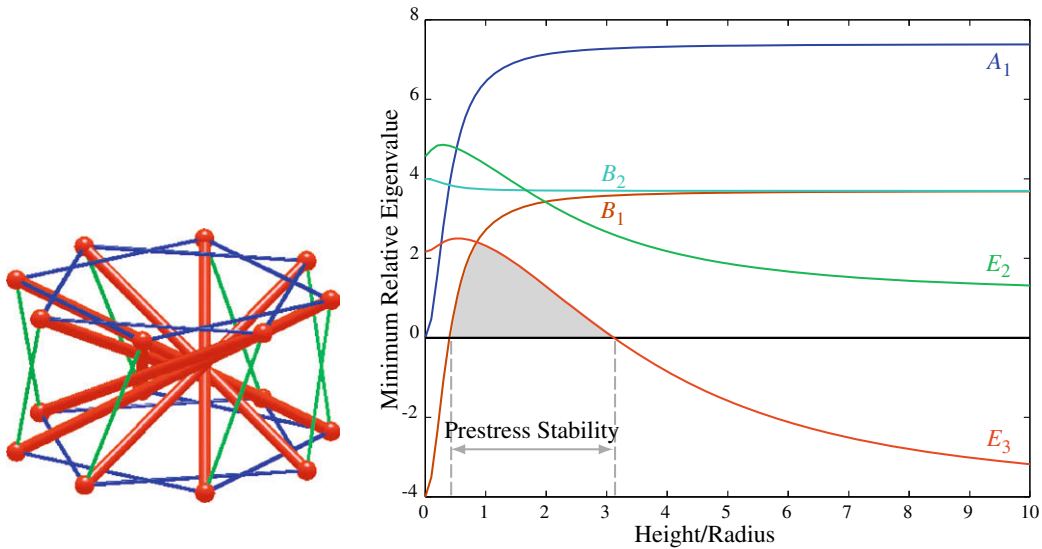 8
6
4
2
0
-2
-4
Minimum Relative Eigenvalue
A1
B2
B1
E2
E3
Prestress Stability
0 1 2 3 4 5 6 7 8 9 10
Height/Radius